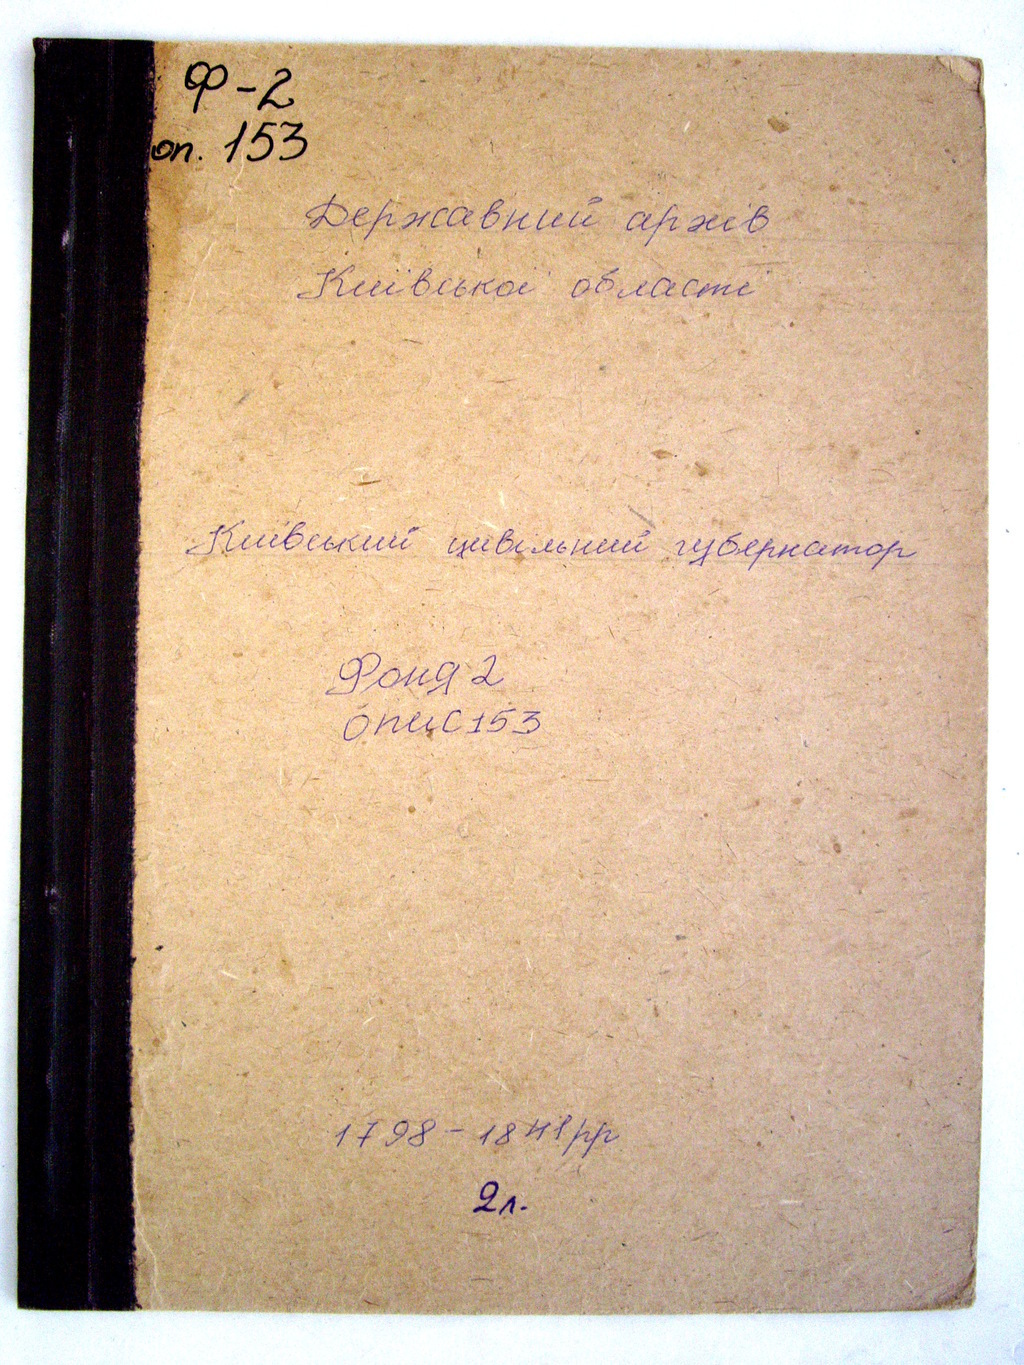 Ф-2
оп. 153
Державний архів
Київської області
Київський цивільний губернатор
Фонд 2
опис 153
1798 - 1841 рр
2л.